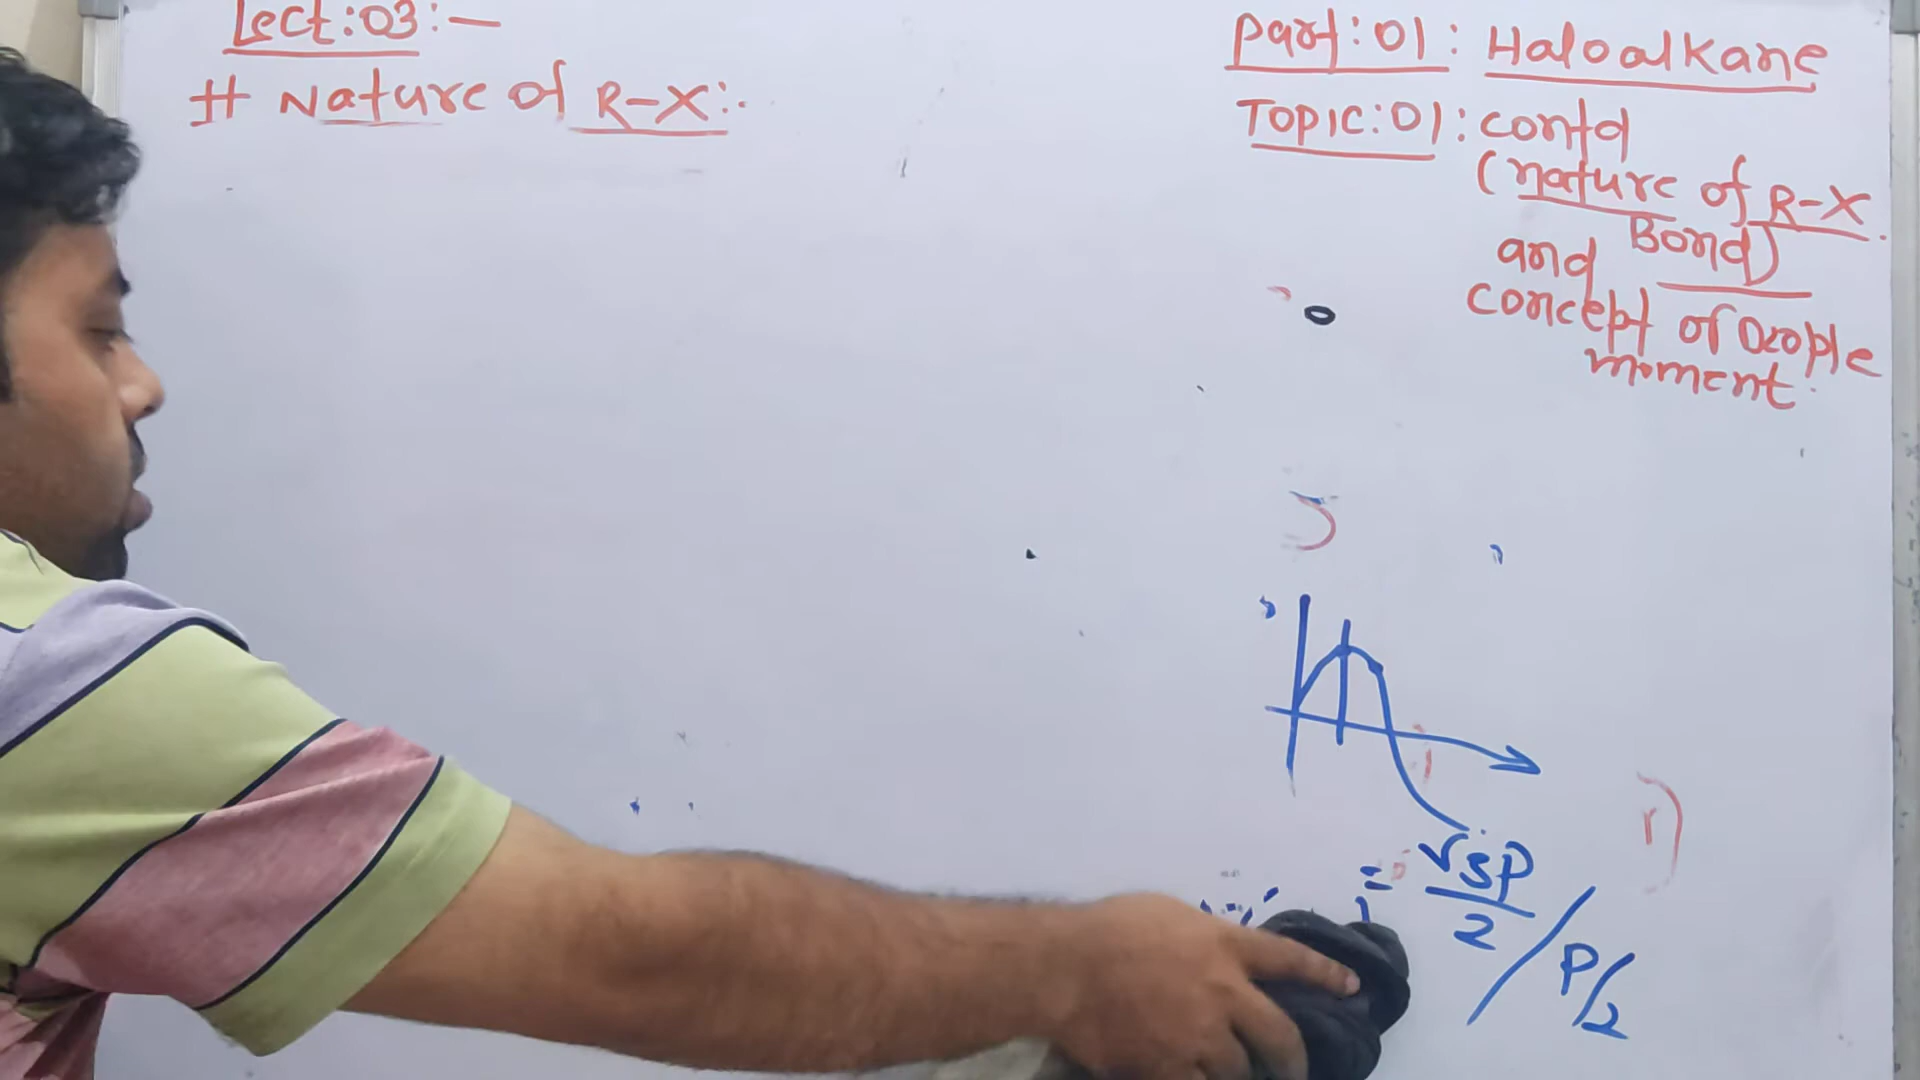 Lect:03:-
# Nature of R-X:-
Part:01: Haloalkane
Topic:01: contd
(nature of R-X
Bond)
and
concept of Dipole
moment.
= √3P/2 / P/2